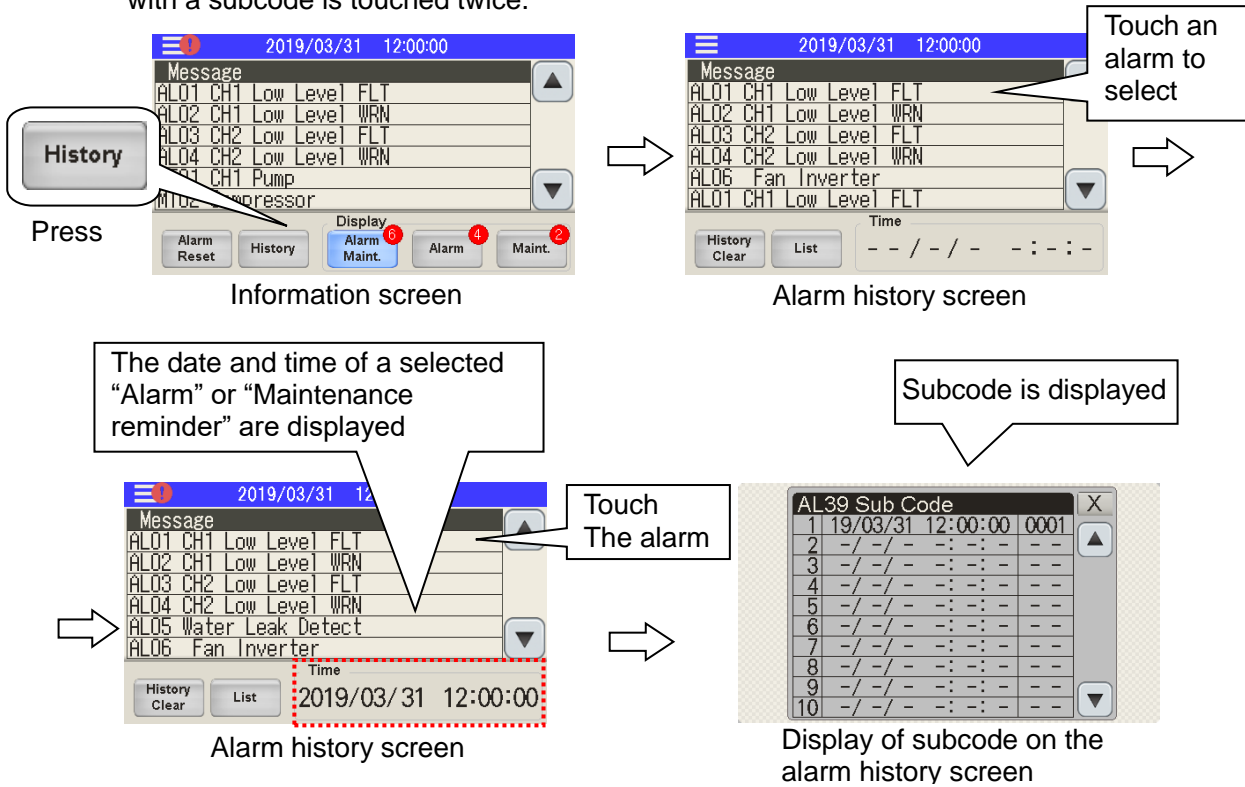 with a subcode is touched twice.
2019/03/31 12:00:00
Message
AL01 CH1 Low Level FLT
AL02 CH1 Low Level WRN
AL03 CH2 Low Level FLT
AL04 CH2 Low Level WRN
CH1 Pump
MT02
History
Press
Alarm
Reset
History
Display
Alarm
Maint.
6
Alarm
4
Maint.
2
Information screen
2019/03/31 12:00:00
Message
AL01 CH1 Low Level FLT
AL02 CH1 Low Level WRN
AL03 CH2 Low Level FLT
AL04 CH2 Low Level WRN
AL06 Fan Inverter
AL01 CH1 Low Level FLT
History
Clear
List
Time
- - / - / - - : - : -
Touch an
alarm to
select
Alarm history screen
The date and time of a selected
“Alarm” or “Maintenance
reminder” are displayed
2019/03/31
Message
AL01 CH1 Low Level FLT
AL02 CH1 Low Level WRN
AL03 CH2 Low Level FLT
AL04 CH2 Low Level WRN
AL05 Water Leak Detect
AL06 Fan Inverter
History
Clear
List
Time
2019/03/31 12:00:00
Touch
The alarm
Alarm history screen
Subcode is displayed
AL39 Sub Code
X
1 19/03/31 12:00:00 0001
2 -/ -/ - -: -: - - -
3 -/ -/ - -: -: - - -
4 -/ -/ - -: -: - - -
5 -/ -/ - -: -: - - -
6 -/ -/ - -: -: - - -
7 -/ -/ - -: -: - - -
8 -/ -/ - -: -: - - -
9 -/ -/ - -: -: - - -
10 -/ -/ - -: -: - - -
Display of subcode on the
alarm history screen